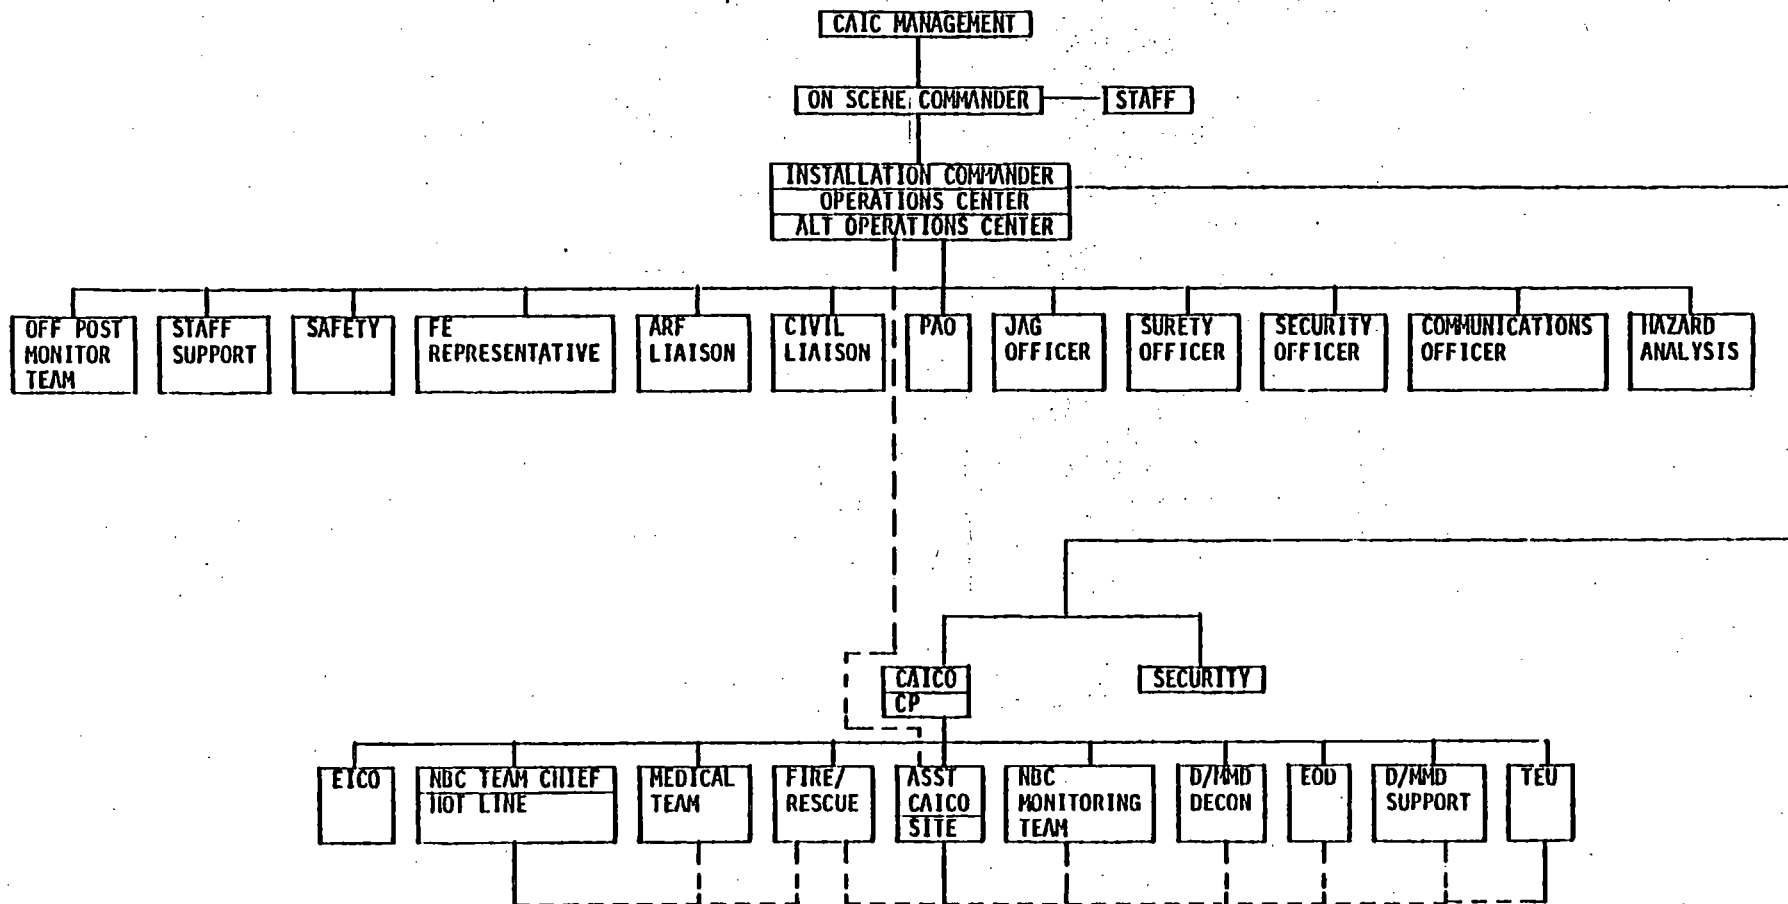 CAIC MANAGEMENT
ON SCENE COMMANDER
STAFF
INSTALLATION COMMANDER
OPERATIONS CENTER
ALT OPERATIONS CENTER
OFF POST
MONITOR
TEAM
STAFF
SUPPORT
SAFETY
FE
REPRESENTATIVE
ARF
LIAISON
CIVIL
LIAISON
PAO
JAG
OFFICER
SURETY
OFFICER
SECURITY
OFFICER
COMMUNICATIONS
OFFICER
HAZARD
ANALYSIS
CAICO
CP
SECURITY
EICO
NBC TEAM CHIEF
HOT LINE
MEDICAL
TEAM
FIRE/
RESCUE
ASST
CAICO
SITE
NBC
MONITORING
TEAM
D/MMD
DECON
EOD
D/MMD
SUPPORT
TEU